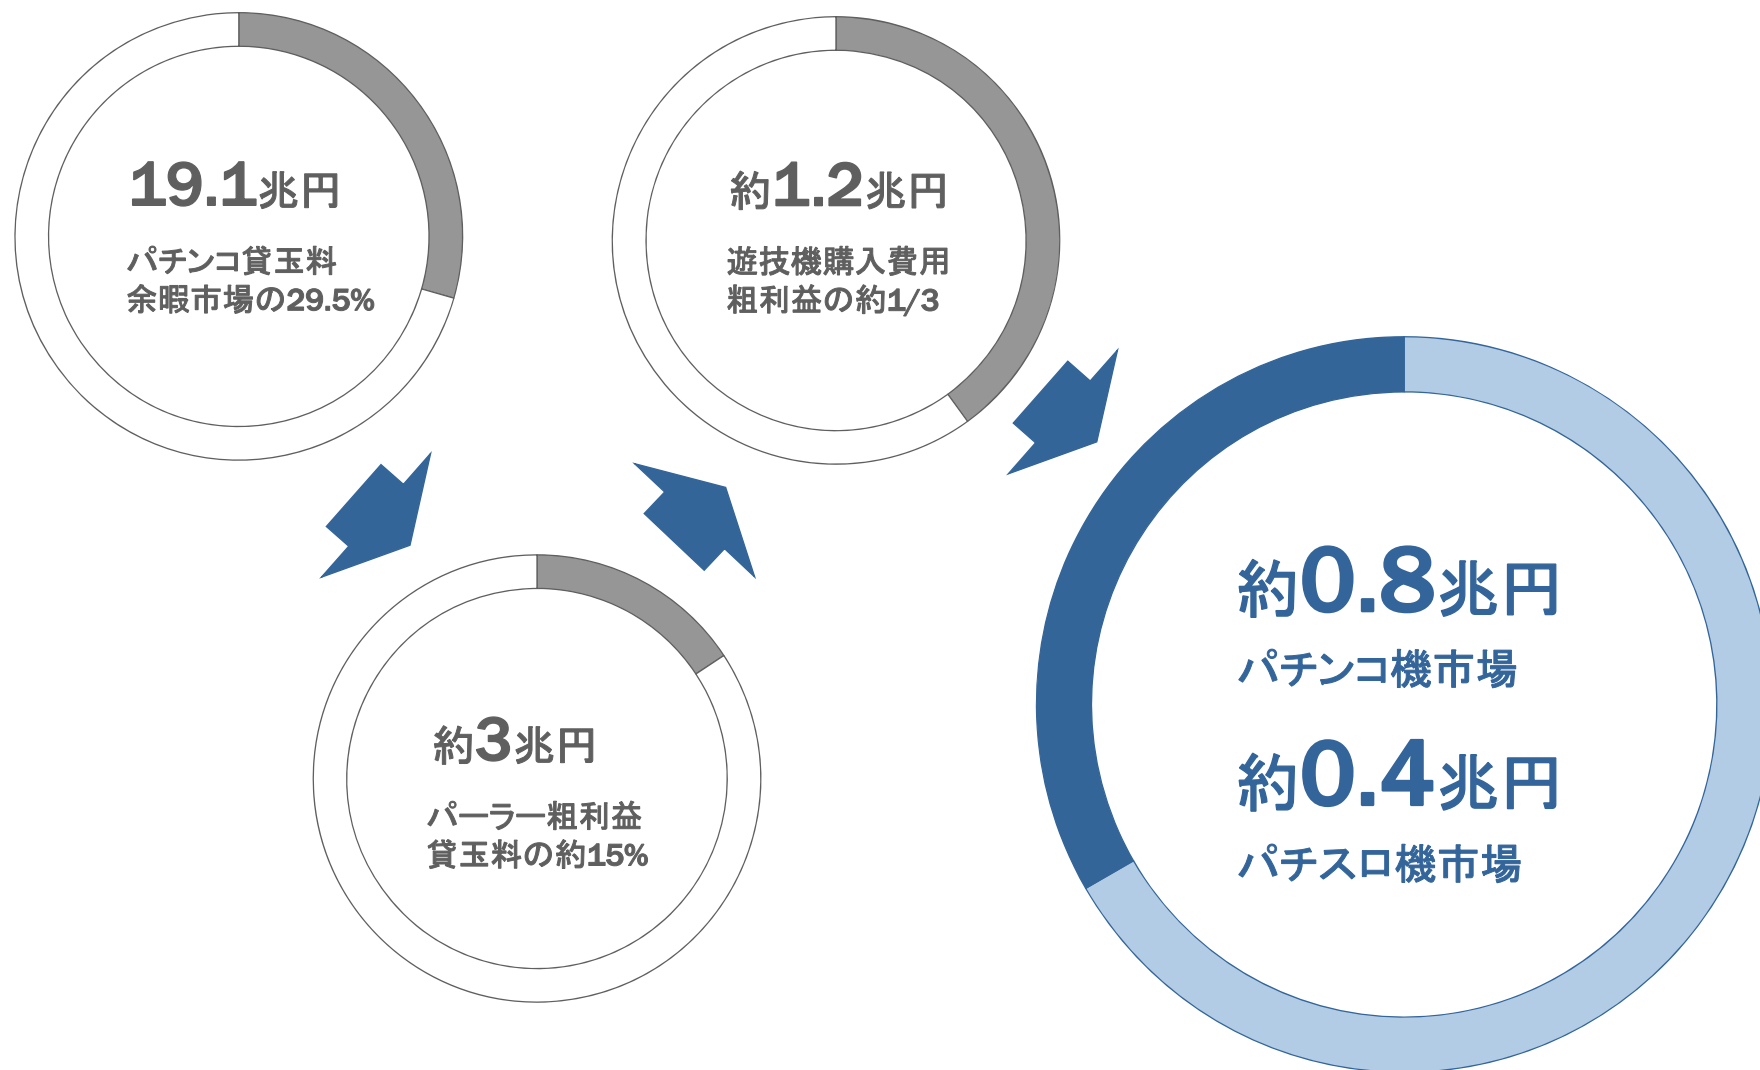 19.1兆円
パチンコ貸玉料
余暇市場の29.5%
約3兆円
パーラー粗利益
貸玉料の約15%
約1.2兆円
遊技機購入費用
粗利益の約1/3
約0.8兆円
パチンコ機市場
約0.4兆円
パチスロ機市場